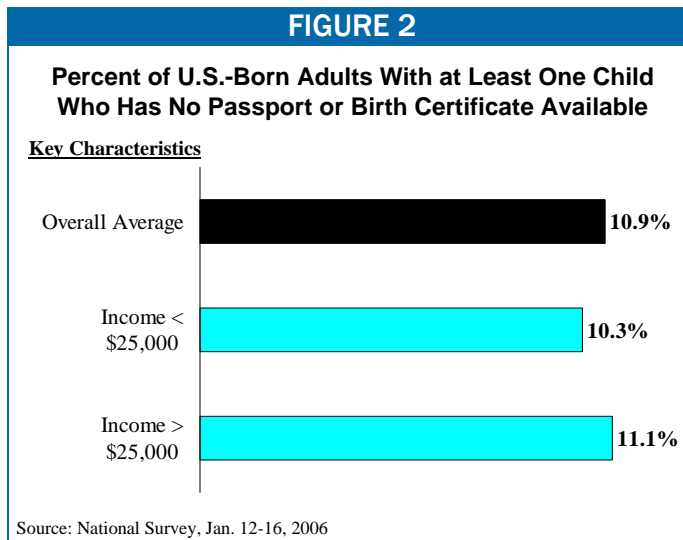 FIGURE 2
Percent of U.S.-Born Adults With at Least One Child
Who Has No Passport or Birth Certificate Available
Key Characteristics
Overall Average
10.9%
Income <
$25,000
10.3%
Income >
$25,000
11.1%
Source: National Survey, Jan. 12-16, 2006